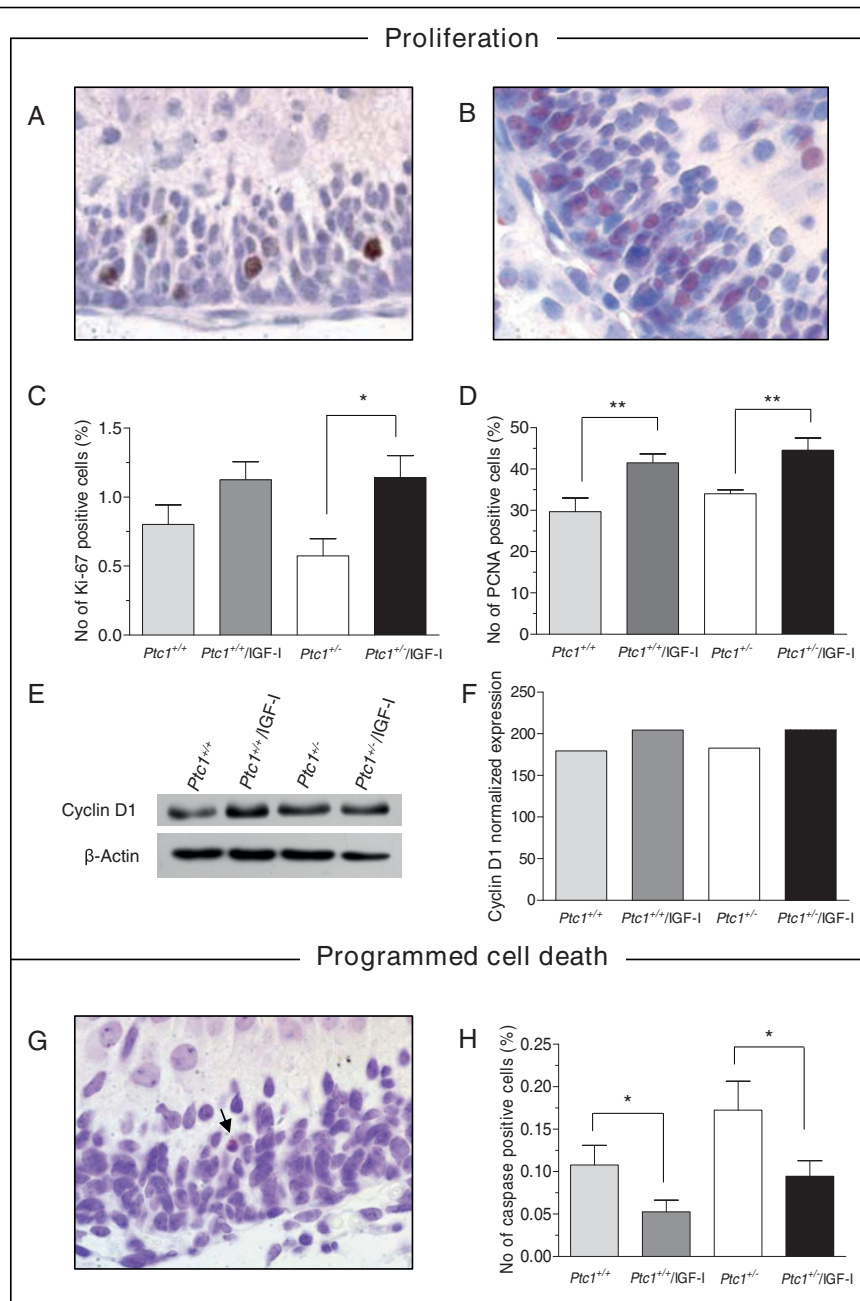 Proliferation
A
B
C
No of Ki-67 positive cells (%)
1.5
1.0
0.5
0.0
*
Ptc1+/+ Ptc1+/+/IGF-I Ptc1+/- Ptc1+/-/IGF-I
D
No of PCNA positive cells (%)
50
40
30
20
10
0
** **
Ptc1+/+ Ptc1+/+/IGF-I Ptc1+/- Ptc1+/-/IGF-I
E
Ptc1+/+ Ptc1+/+/IGF-I Ptc1+/- Ptc1+/-/IGF-I
Cyclin D1
β-Actin
F
Cyclin D1 normalized expression
250
200
150
100
50
0
Ptc1+/+ Ptc1+/+/IGF-I Ptc1+/- Ptc1+/-/IGF-I
Programmed cell death
G
H
No of caspase positive cells (%)
0.25
0.20
0.15
0.10
0.05
0.00
* *
Ptc1+/+ Ptc1+/+/IGF-I Ptc1+/- Ptc1+/-/IGF-I